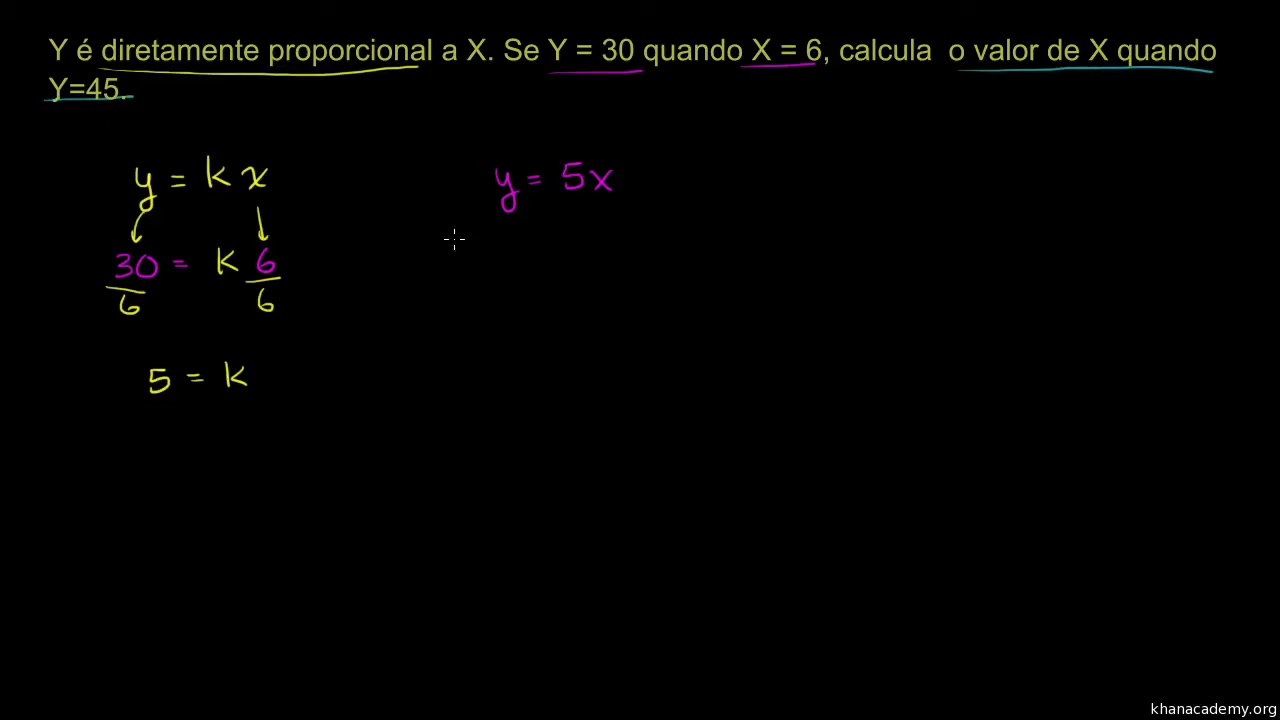 Y é diretamente proporcional a X. Se Y = 30 quando X = 6, calcula o valor de X quando
Y=45.
y = k x
y = 5x
30 = k 6
6 6
5 = k
khanacademy.org